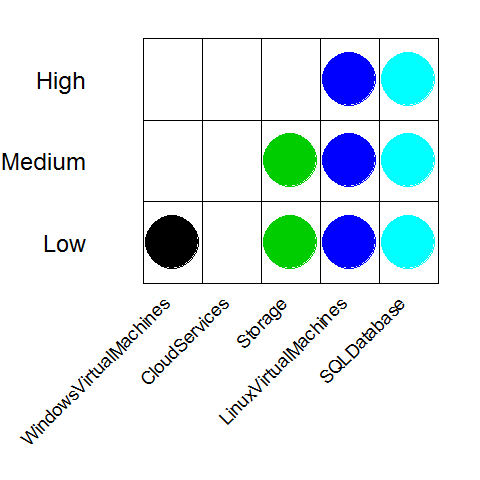 High
Medium
Low
WindowsVirtualMachines
CloudServices
Storage
LinuxVirtualMachines
SQLDatabase